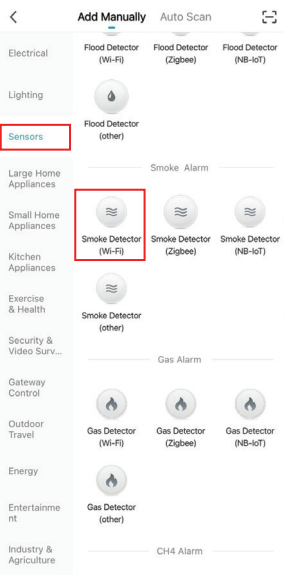 Add Manually Auto Scan
Electrical
Lighting
Sensors
Large Home
Appliances
Small Home
Appliances
Kitchen
Appliances
Exercise
& Health
Security &
Video Surv...
Gateway
Control
Outdoor
Travel
Energy
Entertainme
nt
Industry &
Agriculture
Flood Detector
(Wi-Fi)
Flood Detector
(Zigbee)
Flood Detector
(NB-IoT)
Flood Detector
(other)
Smoke Alarm
Smoke Detector
(Wi-Fi)
Smoke Detector
(Zigbee)
Smoke Detector
(NB-IoT)
Smoke Detector
(other)
Gas Alarm
Gas Detector
(Wi-Fi)
Gas Detector
(Zigbee)
Gas Detector
(NB-IoT)
Gas Detector
(other)
CH4 Alarm